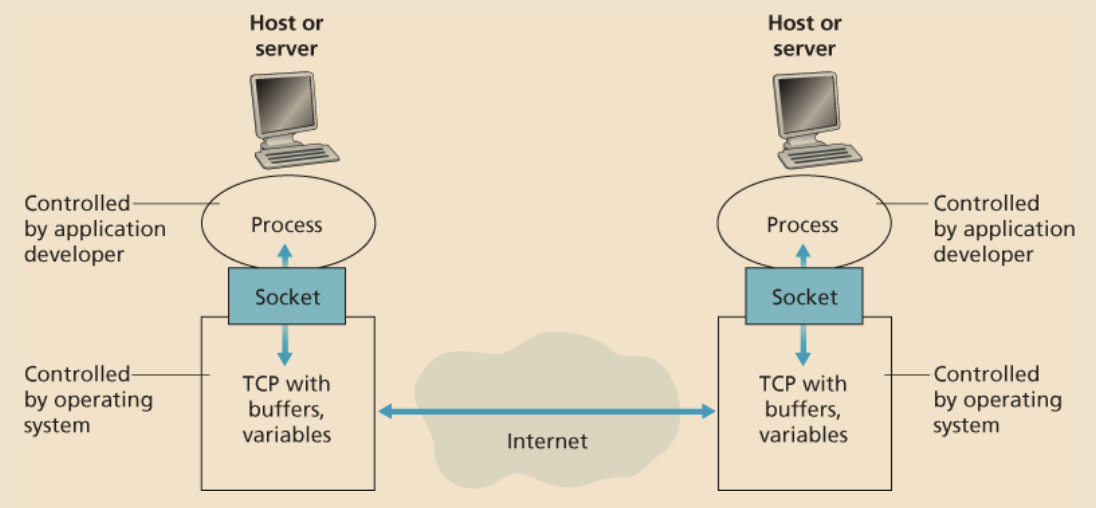 Host or
server
Host or
server
Controlled
by application
developer
Process
Process
Controlled
by application
developer
Socket
Socket
Controlled
by operating
system
TCP with
buffers,
variables
Internet
TCP with
buffers,
variables
Controlled
by operating
system